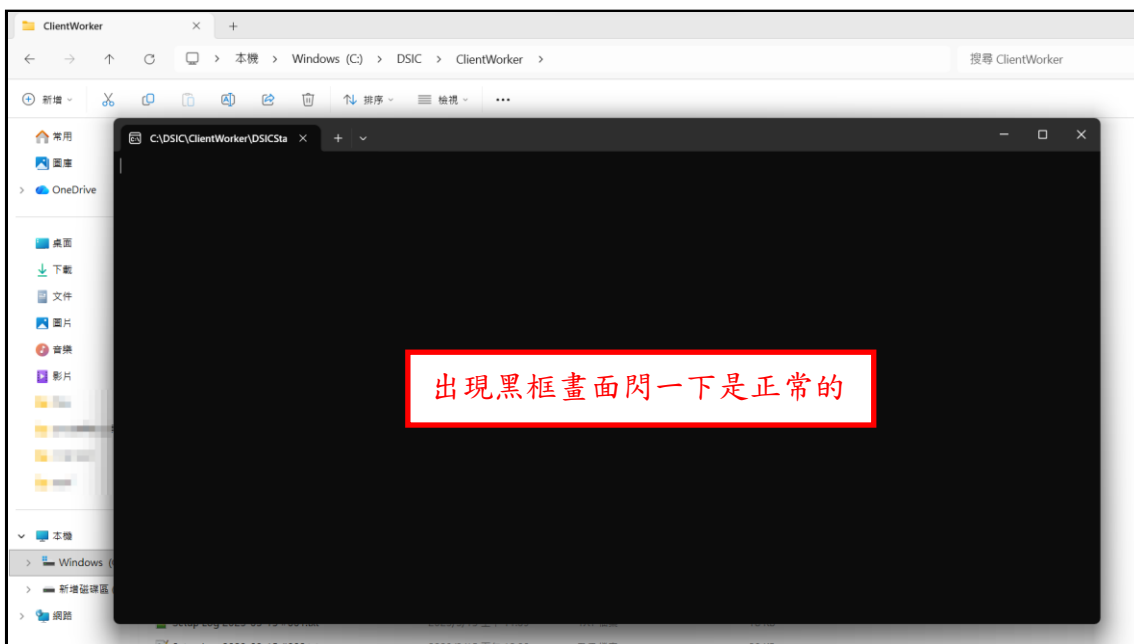 ClientWorker
本機 > Windows (C:) > DSIC > ClientWorker >
搜尋 ClientWorker
新增
排序
檢視
常用
圖庫
OneDrive
桌面
下載
文件
圖片
音樂
影片
本機
Windows (
新增磁碟區 (
網路
C:\DSIC\ClientWorker\DSICSta
出現黑框畫面閃一下是正常的